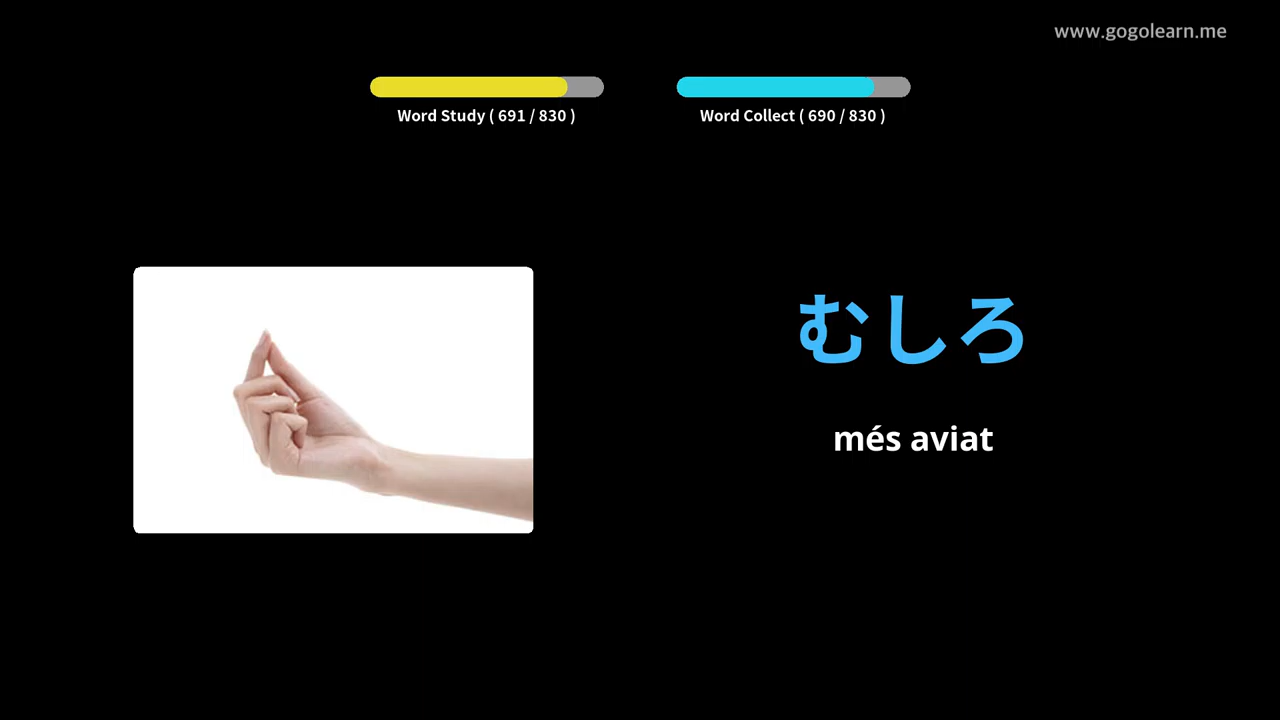 www.gogolearn.me
Word Study ( 691 / 830 )
Word Collect ( 690 / 830 )
むしろ
més aviat